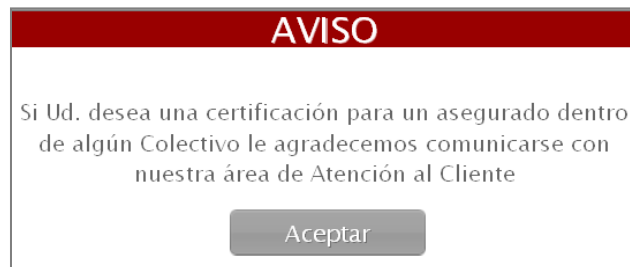 AVISO
Si Ud. desea una certificación para un asegurado dentro
de algún Colectivo le agradecemos comunicarse con
nuestra área de Atención al Cliente
Aceptar